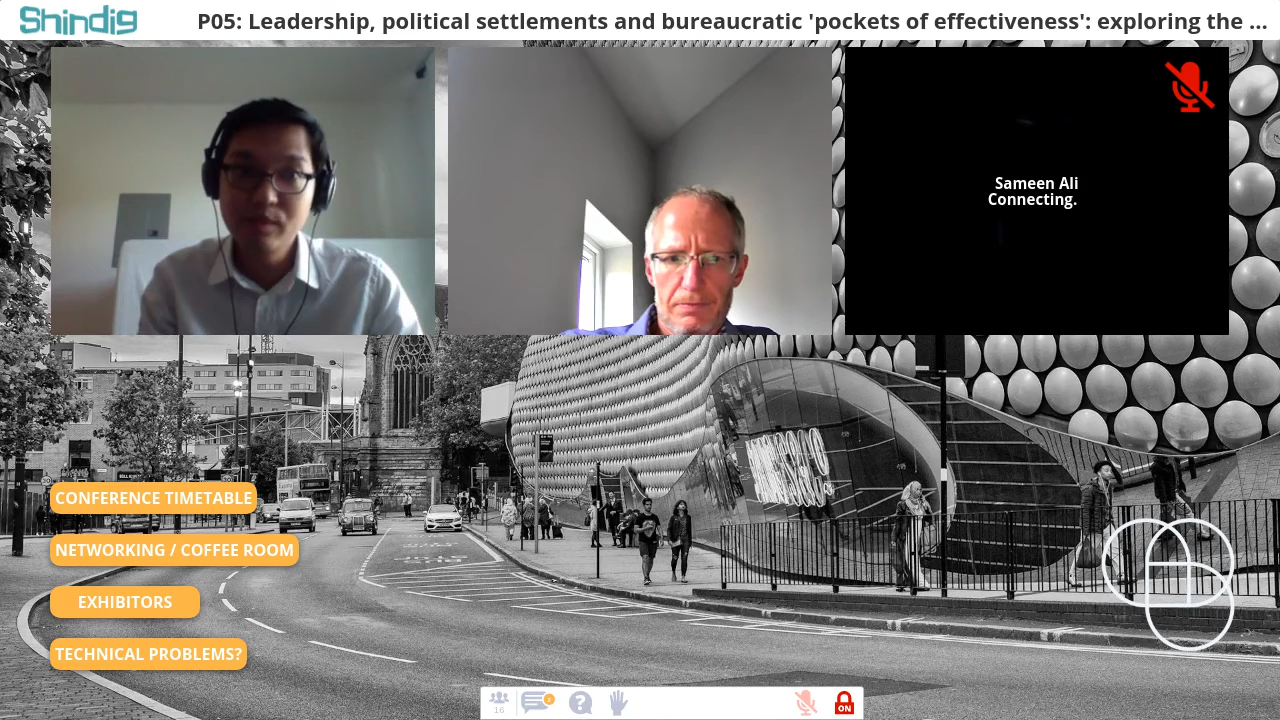 Shindig
P05: Leadership, political settlements and bureaucratic 'pockets of effectiveness': exploring the ...
Sameen Ali
Connecting.
CONFERENCE TIMETABLE
NETWORKING / COFFEE ROOM
EXHIBITORS
TECHNICAL PROBLEMS?
16
ON